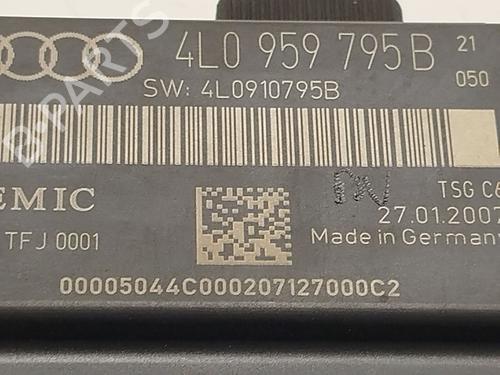 4L0 959 795 B 21
050
SW: 4L0910795B
B-PARTS
EMIC
TSG C6
27.01.2007
TFJ 0001
Made in Germany
00005044C000207127000C2